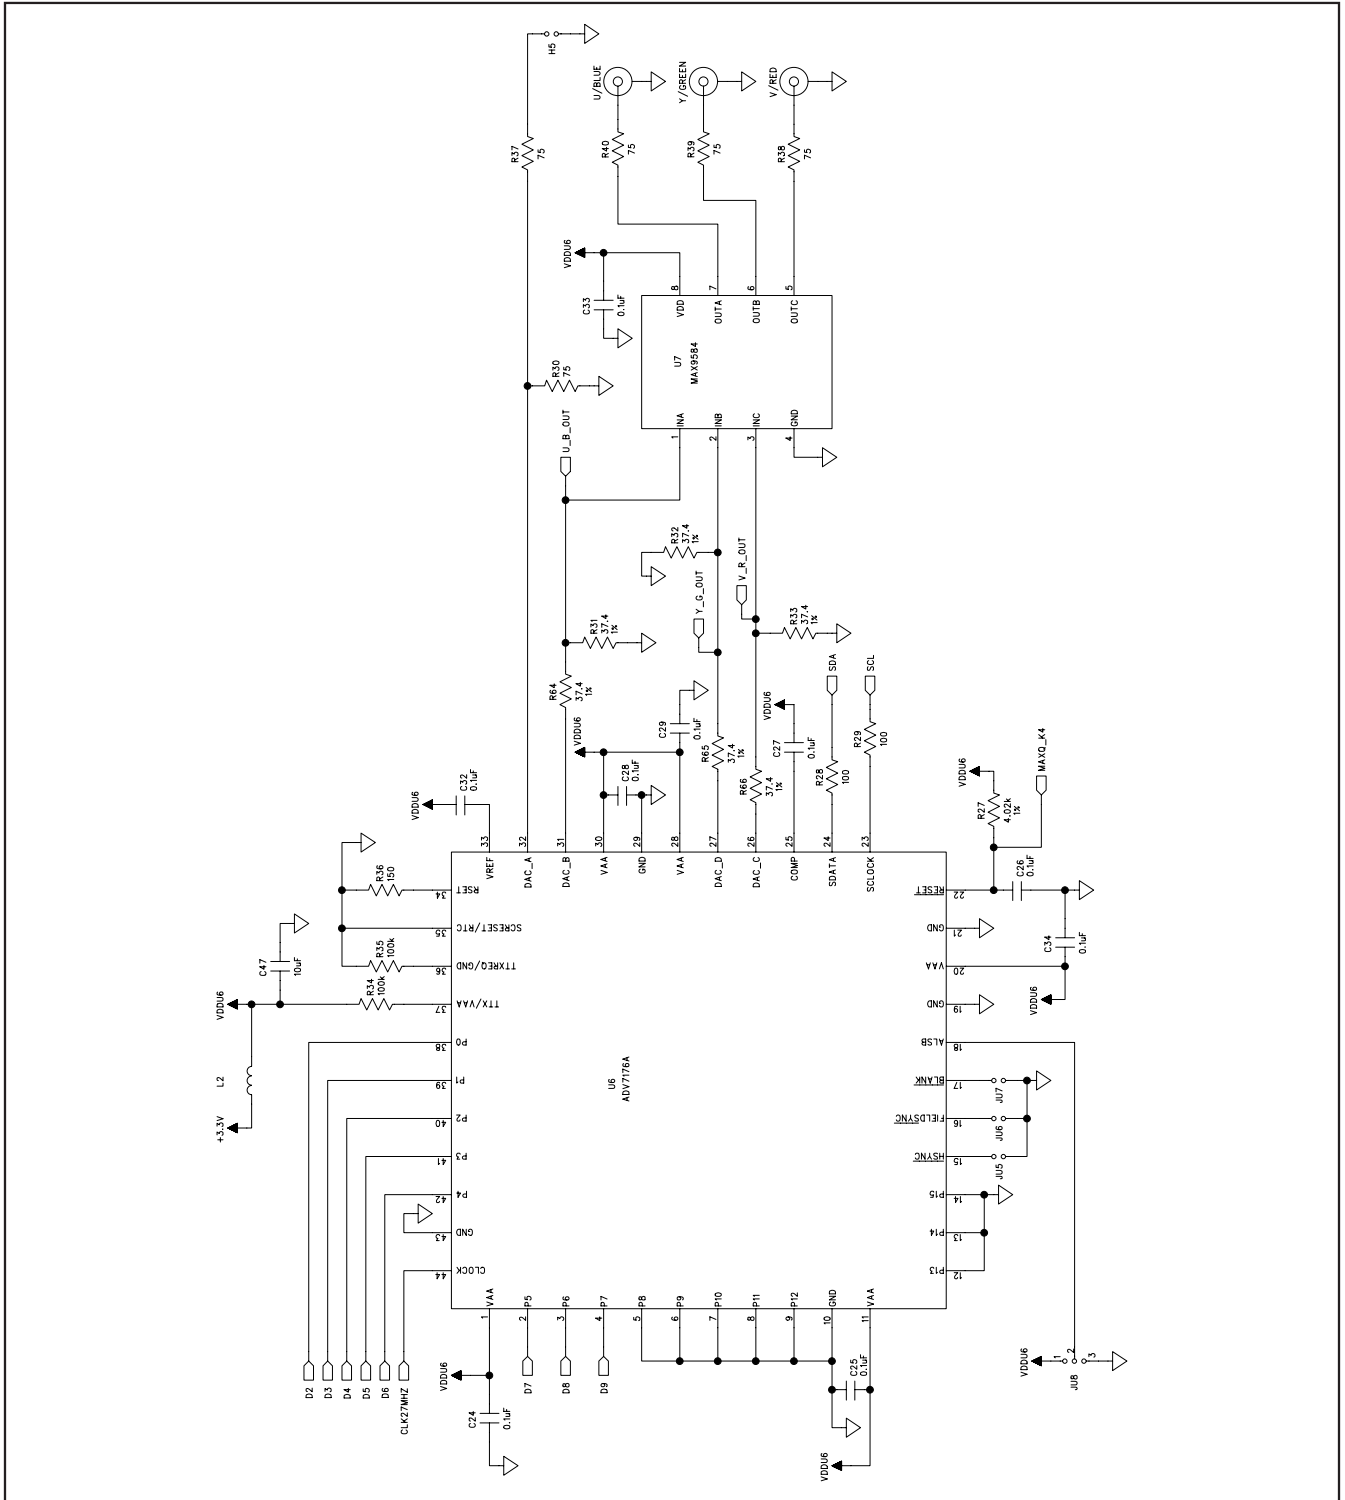 H5
U/BLUE
Y/GREEN
V/RED
R37
75
R40
75
R39
75
R38
75
VDDU6
C33
0.1uF
8
7
6
5
VDD
OUTA
OUTB
OUTC
U7
MAX9584
R30
75
INA
INB
INC
GND
1
2
3
4
U_B_OUT
R32
37.4
1%
Y_G_OUT
V_R_OUT
R31
37.4
1%
R33
37.4
1%
R64
37.4
1%
SDA
SCL
VDDU6
C29
0.1uF
VDDU6
R65
37.4
1%
C27
0.1uF
R28
100
R29
100
C28
0.1uF
R66
37.4
1%
VDDU6
C32
0.1uF
VDDU6
R27
4.02k
1%
MAXQ_K4
33
32
31
30
29
28
27
26
25
24
23
VREF
DAC_A
DAC_B
VAA
GND
VAA
DAC_D
DAC_C
COMP
SDATA
SCLOCK
R36
150
34
RSET
35
SCRESET/RTC
R35
100k
36
TTXREQ/GND
R34
100k
37
TTX/VAA
C47
10uF
VDDU6
L2
+3.3V
38
P0
39
P1
40
P2
41
P3
42
P4
43
GND
44
CLOCK
U6
ADV7176A
RESET
22
C26
0.1uF
GND
21
C34
0.1uF
VAA
20
VDDU6
GND
19
ALSB
18
BLANK
17
JU7
FIELDSYNC
16
JU6
HSYNC
15
JU5
P15
14
P14
13
P13
12
VAA
P5
P6
P7
P8
P9
P10
P11
P12
GND
VAA
1
2
3
4
5
6
7
8
9
10
11
D2
D3
D4
D5
D6
CLK27MHZ
VDDU6
C24
0.1uF
D7
D8
D9
C25
0.1uF
VDDU6
VDDU6
1
2
3
JU8